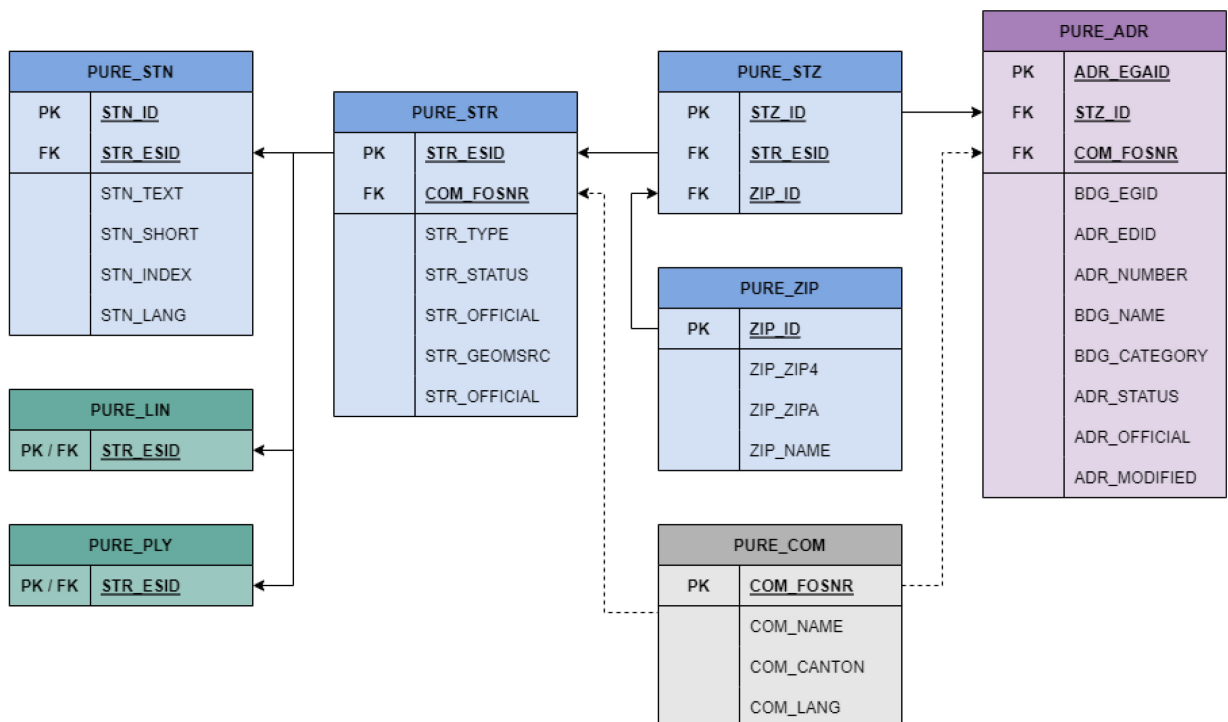 PURE_STN
PK STN_ID
FK STR_ESID
STN_TEXT
STN_SHORT
STN_INDEX
STN_LANG
PURE_LIN
PK / FK STR_ESID
PURE_PLY
PK / FK STR_ESID
PURE_STR
PK STR_ESID
FK COM_FOSNR
STR_TYPE
STR_STATUS
STR_OFFICIAL
STR_GEOMSRC
STR_OFFICIAL
PURE_STZ
PK STZ_ID
FK STR_ESID
FK ZIP_ID
PURE_ZIP
PK ZIP_ID
ZIP_ZIP4
ZIP_ZIPA
ZIP_NAME
PURE_COM
PK COM_FOSNR
COM_NAME
COM_CANTON
COM_LANG
PURE_ADR
PK ADR_EGAID
FK STZ_ID
FK COM_FOSNR
BDG_EGID
ADR_EDID
ADR_NUMBER
BDG_NAME
BDG_CATEGORY
ADR_STATUS
ADR_OFFICIAL
ADR_MODIFIED